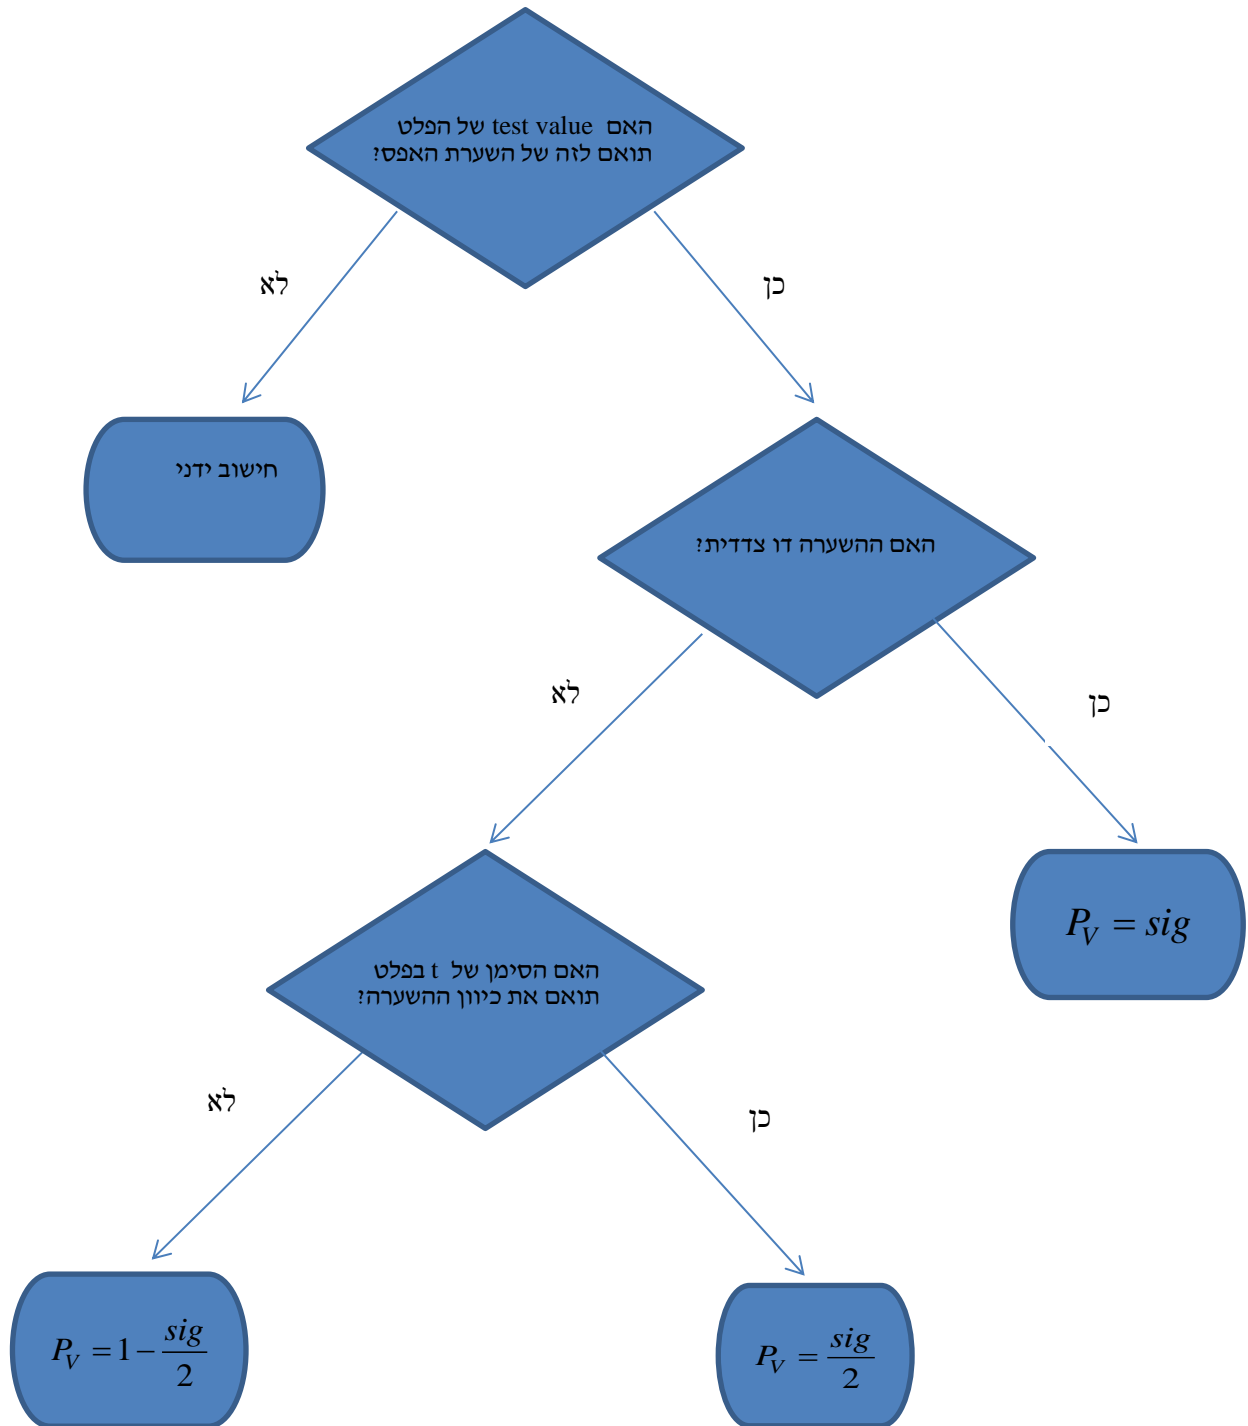 האם test value של הפלט
תואם לזה של השערת האפס?
לא
כן
חישוב ידני
האם ההשערה דו צדדית?
לא
כן
P_V = sig
האם הסימן של t בפלט
תואם את כיוון ההשערה?
לא
כן
P_V = 1 - sig/2
P_V = sig/2